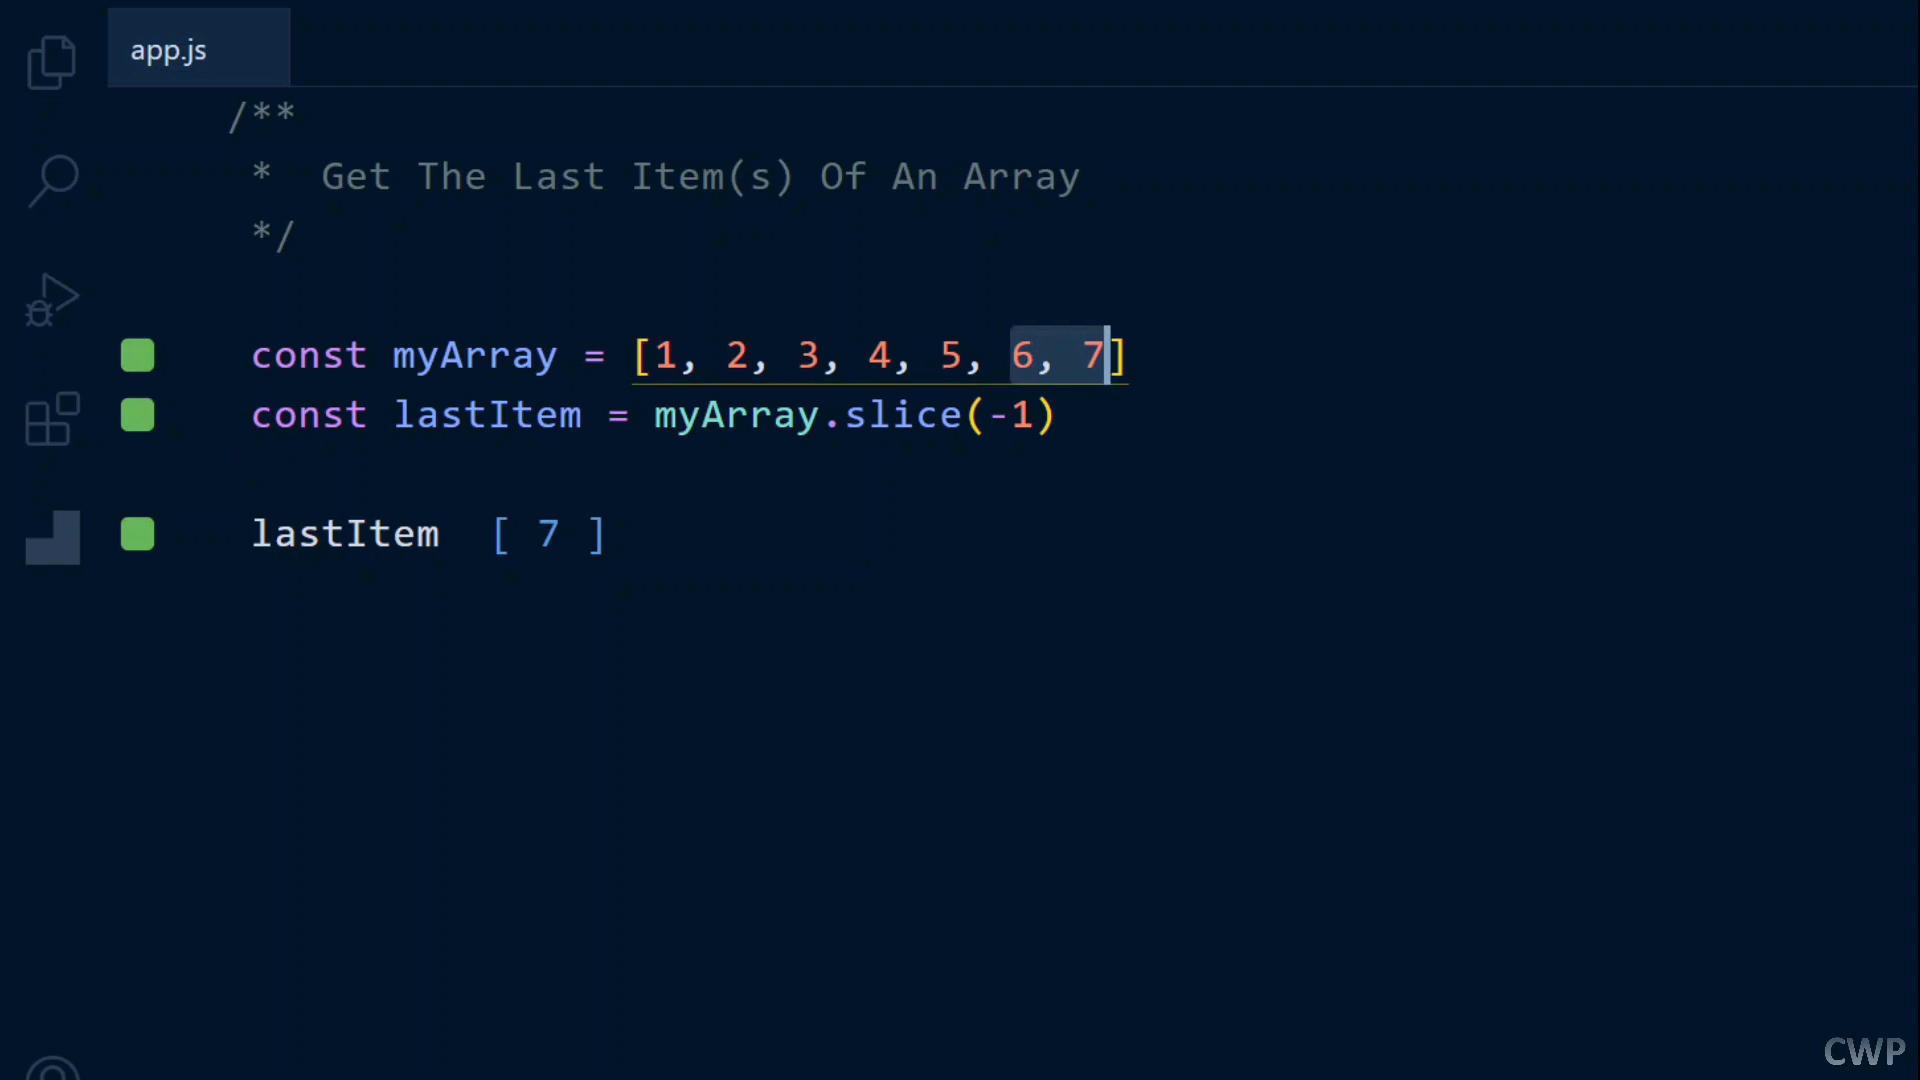 app.js
/**
* Get The Last Item(s) Of An Array
*/
const myArray = [1, 2, 3, 4, 5, 6, 7]
const lastItem = myArray.slice(-1)
lastItem [ 7 ]
CWP